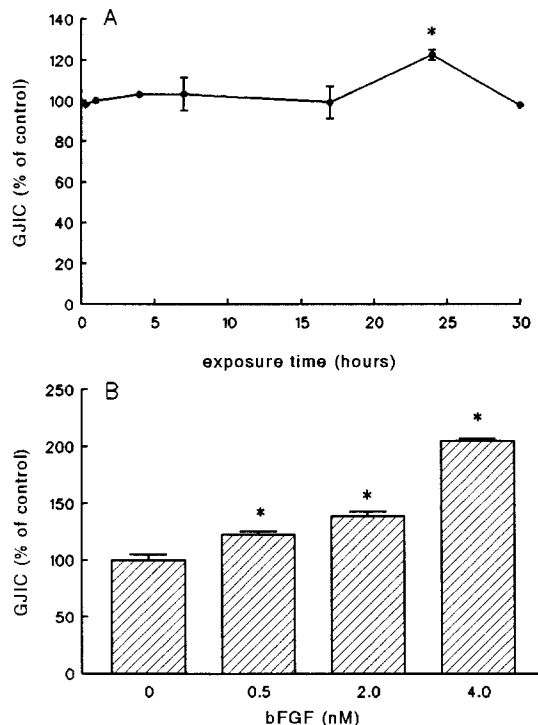 A
*
GJIC (% of control)
140
120
100
80
60
40
20
0
0 5 10 15 20 25 30
exposure time (hours)
B
GJIC (% of control)
250
200
150
100
50
0
* * *
0 0.5 2.0 4.0
bFGF (nM)